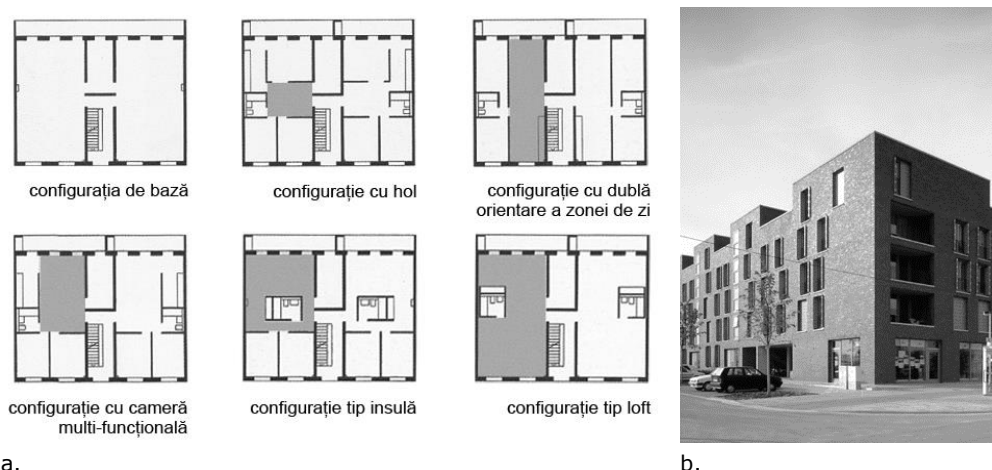 configurația de bază
configurație cu hol
configurație cu dublă
orientare a zonei de zi
configurație cu cameră
multi-funcțională
configurație tip insulă
configurație tip loft
a.
b.